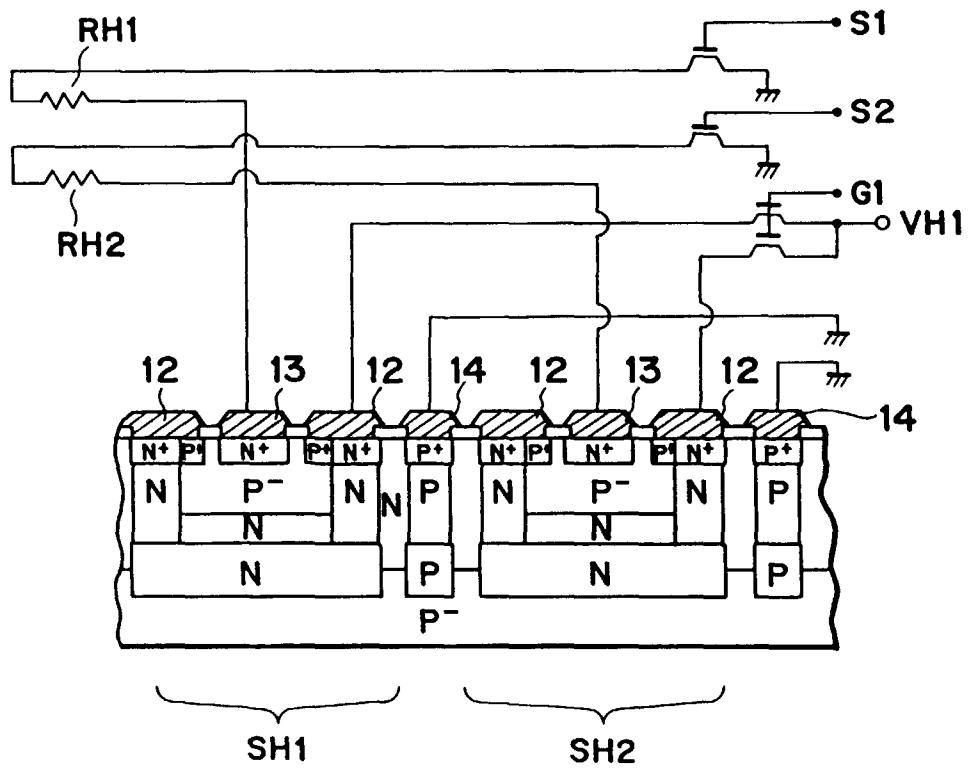 RH1
S1
S2
G1
RH2
VH1
12 13 12 14 12 13 12 14
N+ P+ N+ P+ N+ P+ N+ P+ N+ P+ N+ P+
N P⁻ N N P N P⁻ N P
N N
N P N P
P⁻
SH1 SH2